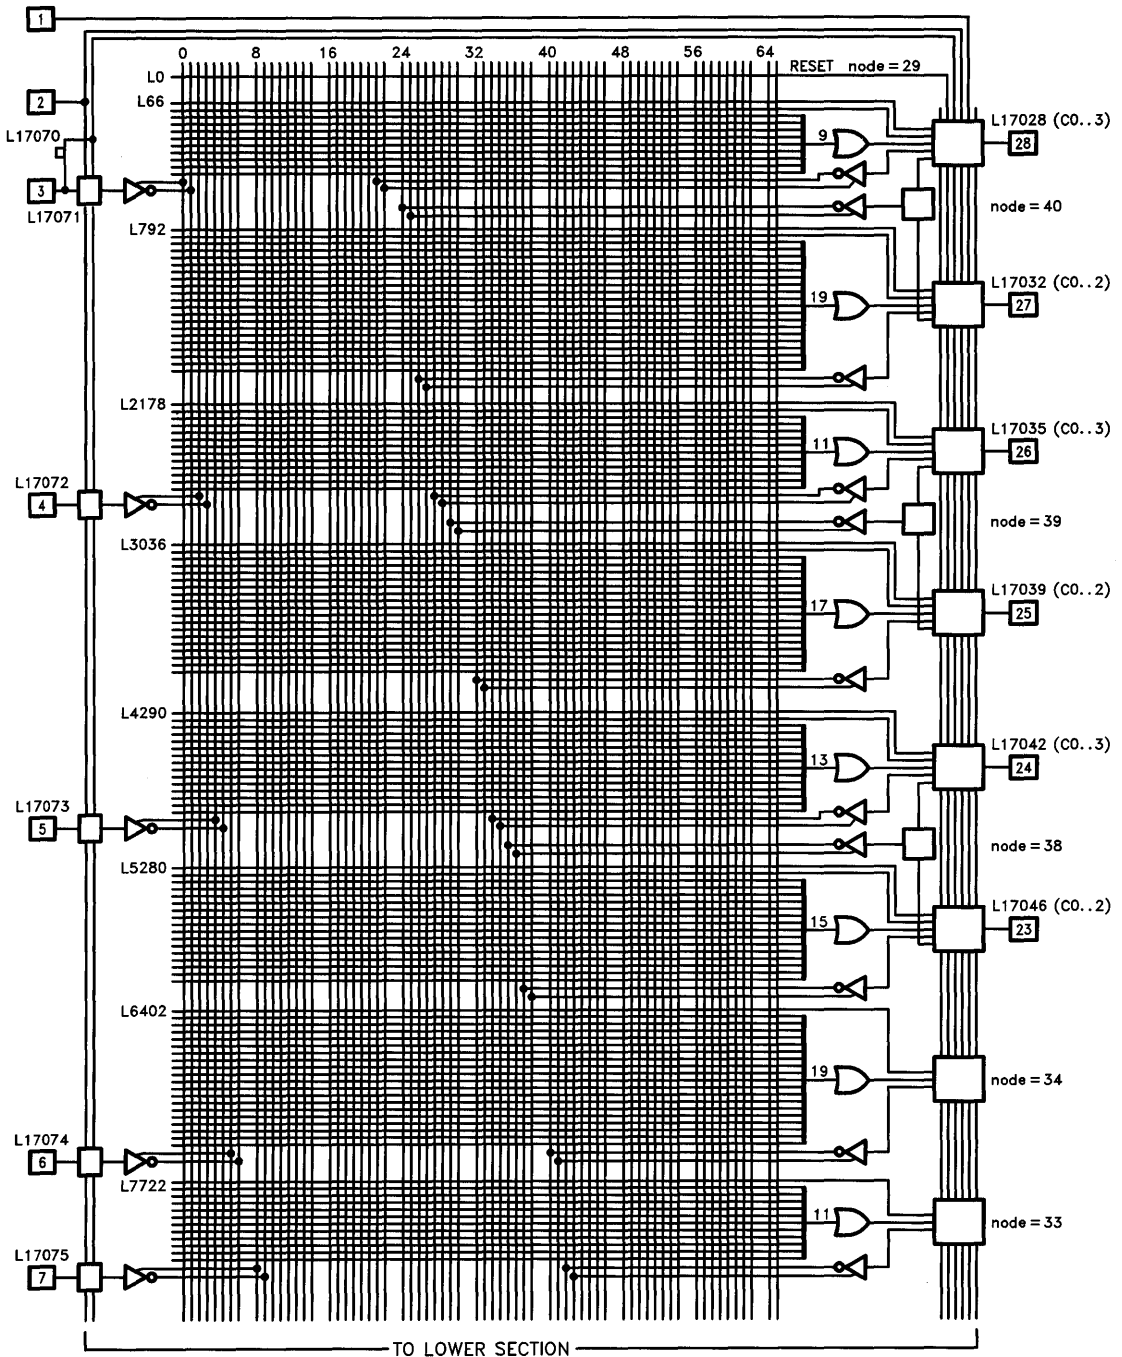 1
0 8 16 24 32 40 48 56 64
L0
RESET node = 29
2
L66
L17028 (C0..3)
L17070
9
28
3
L17071
node = 40
L792
L17032 (C0..2)
19
27
L2178
L17035 (C0..3)
11
26
L17072
4
node = 39
L3036
L17039 (C0..2)
17
25
L4290
L17042 (C0..3)
13
24
L17073
5
node = 38
L5280
L17046 (C0..2)
15
23
L6402
19
node = 34
L17074
6
L7722
11
node = 33
L17075
7
TO LOWER SECTION